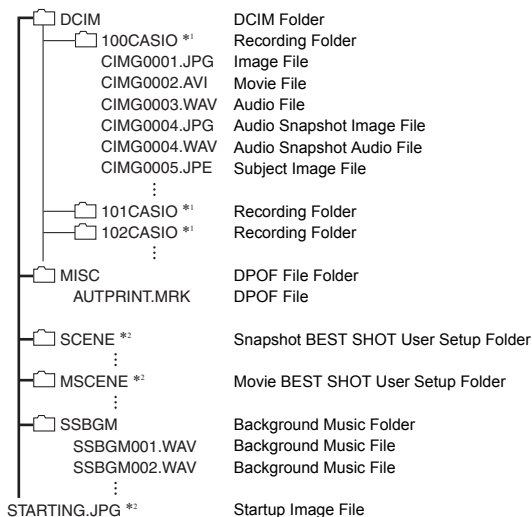 DCIM DCIM Folder
100CASIO *1 Recording Folder
CIMG0001.JPG Image File
CIMG0002.AVI Movie File
CIMG0003.WAV Audio File
CIMG0004.JPG Audio Snapshot Image File
CIMG0004.WAV Audio Snapshot Audio File
CIMG0005.JPE Subject Image File
101CASIO *1 Recording Folder
102CASIO *1 Recording Folder
MISC DPOF File Folder
AUTPRINT.MRK DPOF File
SCENE *2 Snapshot BEST SHOT User Setup Folder
MSCENE *2 Movie BEST SHOT User Setup Folder
SSBGM Background Music Folder
SSBGM001.WAV Background Music File
SSBGM002.WAV Background Music File
STARTING.JPG *2 Startup Image File